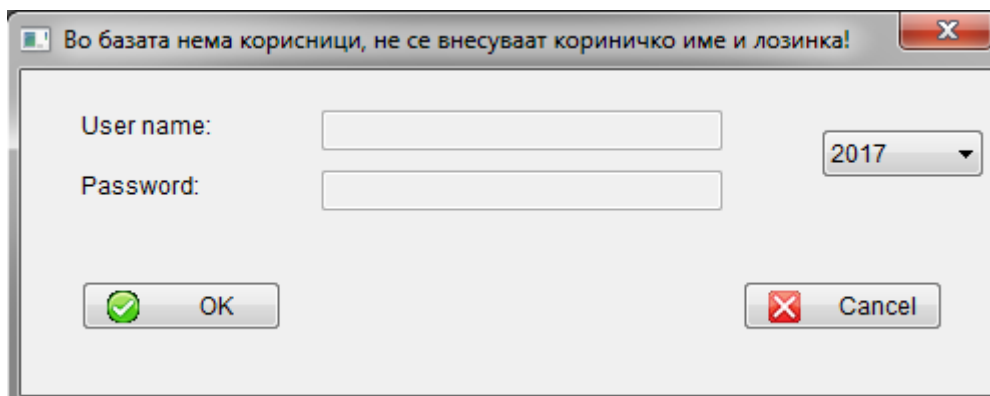 Во базата нема корисници, не се внесуваат кориничко име и лозинка!
User name:
2017
Password:
OK
Cancel